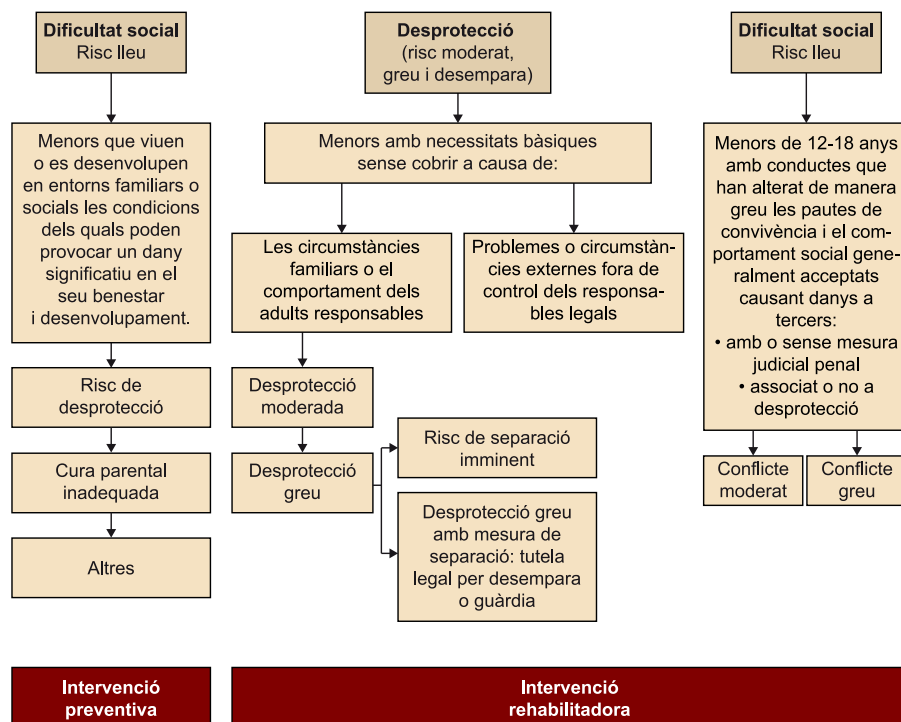 Dificultat social
Risc lleu
Menors que viuen
o es desenvolupen
en entorns familiars o
socials les condicions
dels quals poden
provocar un dany
significatiu en el
seu benestar
i desenvolupament.
Risc de
desprotecció
Cura parental
inadequada
Altres
Desprotecció
(risc moderat,
greu i desempara)
Menors amb necessitats bàsiques
sense cobrir a causa de:
Les circumstàncies
familiars o el
comportament dels
adults responsables
Problemes o circumstàn-
cies externes fora de
control dels responsa-
bles legals
Desprotecció
moderada
Desprotecció
greu
Risc de separació
imminent
Desprotecció greu
amb mesura de
separació: tutela
legal per desempara
o guàrdia
Dificultat social
Risc lleu
Menors de 12-18 anys
amb conductes que
han alterat de manera
greu les pautes de
convivència i el com-
portament social gene-
ralment acceptats
causant danys a
tercers:
• amb o sense mesura
judicial penal
• associat o no a
desprotecció
Conflicte
moderat
Conflicte
greu
Intervenció
preventiva
Intervenció
rehabilitadora